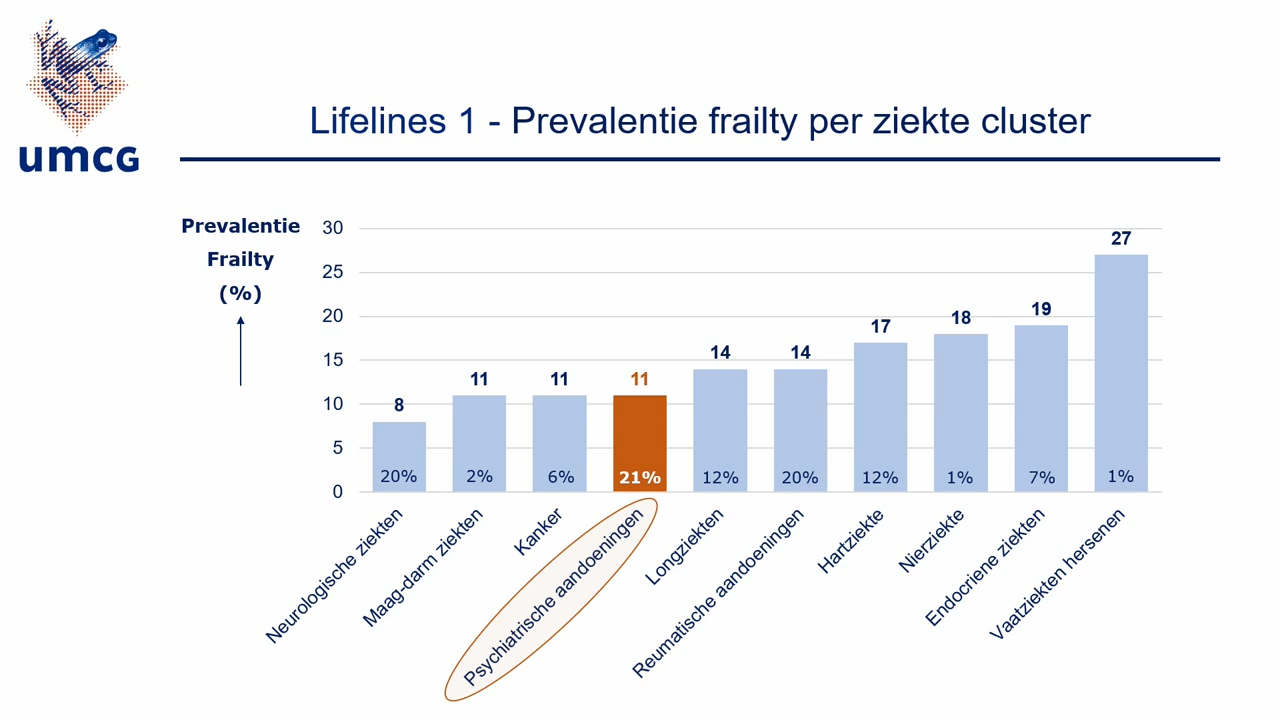 umcg
Lifelines 1 - Prevalentie frailty per ziekte cluster
Prevalentie
Frailty
(%)
30
25
20
15
10
5
0
8
11
11
11
14
14
17
18
19
27
20%
2%
6%
21%
12%
20%
12%
1%
7%
1%
Neurologische ziekten
Maag-darm ziekten
Kanker
Psychiatrische aandoeningen
Longziekten
Reumatische aandoeningen
Hartziekte
Nierziekte
Endocriene ziekten
Vaatziekten hersenen